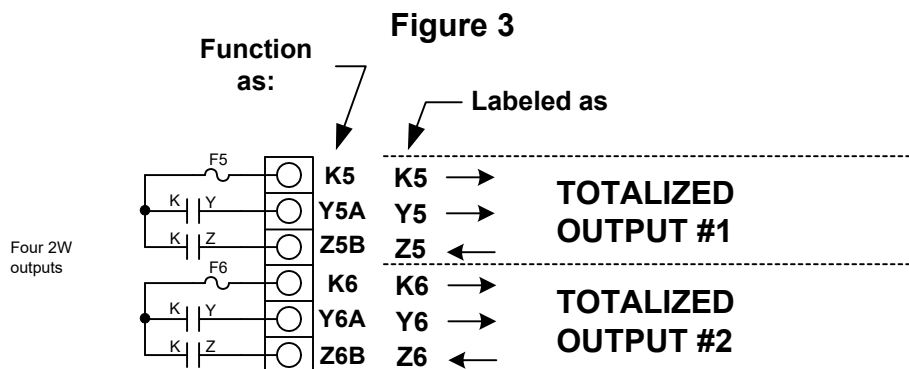 Figure 3
Function
as:
Labeled as
F5
K5 K5
K Y Y5A Y5
K Z Z5B Z5
TOTALIZED
OUTPUT #1
Four 2W
outputs
F6
K6 K6
K Y Y6A Y6
K Z Z6B Z6
TOTALIZED
OUTPUT #2